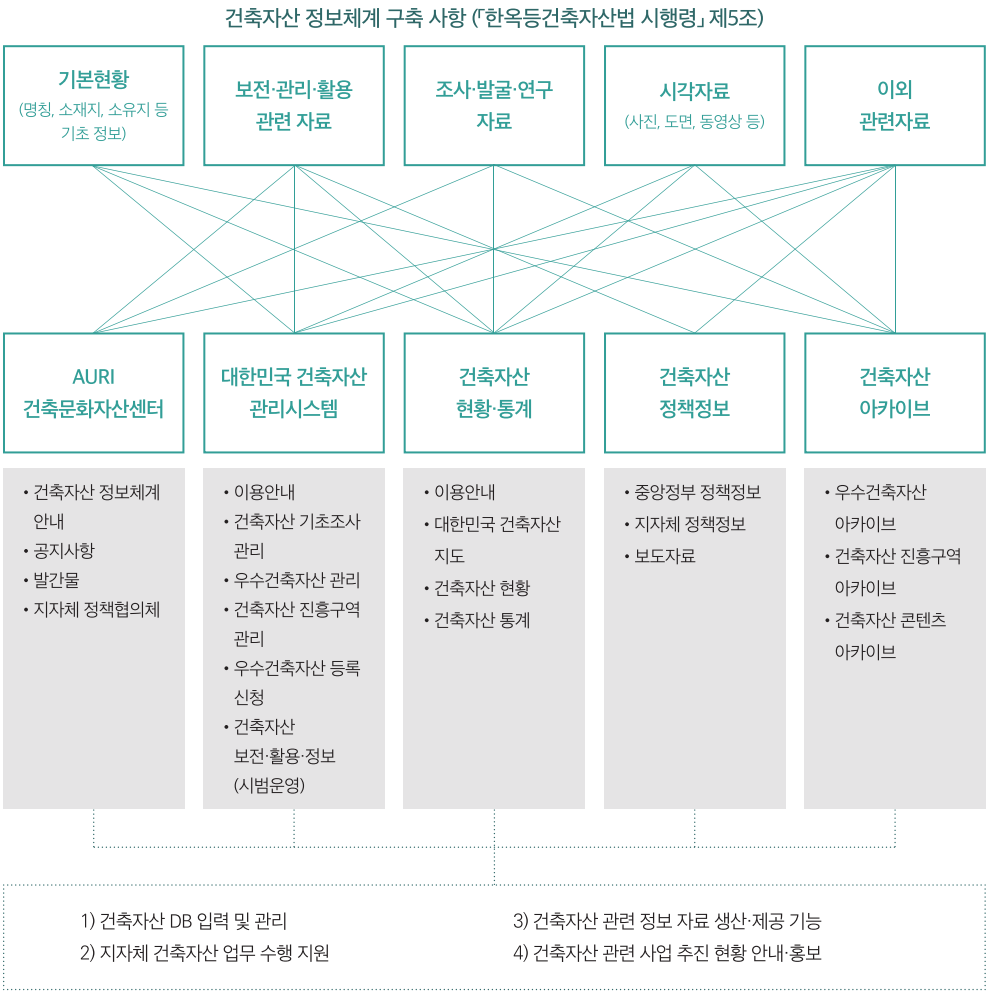 건축자산 정보체계 구축 사항 (「한옥등건축자산법 시행령」 제5조)
기본현황
(명칭, 소재지, 소유지 등
기초 정보)
보전·관리·활용
관련 자료
조사·발굴·연구
자료
시각자료
(사진, 도면, 동영상 등)
이외
관련자료
AURI
건축문화자산센터
대한민국 건축자산
관리시스템
건축자산
현황·통계
건축자산
정책정보
건축자산
아카이브
• 건축자산 정보체계
안내
• 공지사항
• 발간물
• 지자체 정책협의체
• 이용안내
• 건축자산 기초조사
관리
• 우수건축자산 관리
• 건축자산 진흥구역
관리
• 우수건축자산 등록
신청
• 건축자산
보전·활용·정보
(시범운영)
• 이용안내
• 대한민국 건축자산
지도
• 건축자산 현황
• 건축자산 통계
• 중앙정부 정책정보
• 지자체 정책정보
• 보도자료
• 우수건축자산
아카이브
• 건축자산 진흥구역
아카이브
• 건축자산 콘텐츠
아카이브
1) 건축자산 DB 입력 및 관리
2) 지자체 건축자산 업무 수행 지원
3) 건축자산 관련 정보 자료 생산·제공 기능
4) 건축자산 관련 사업 추진 현황 안내·홍보